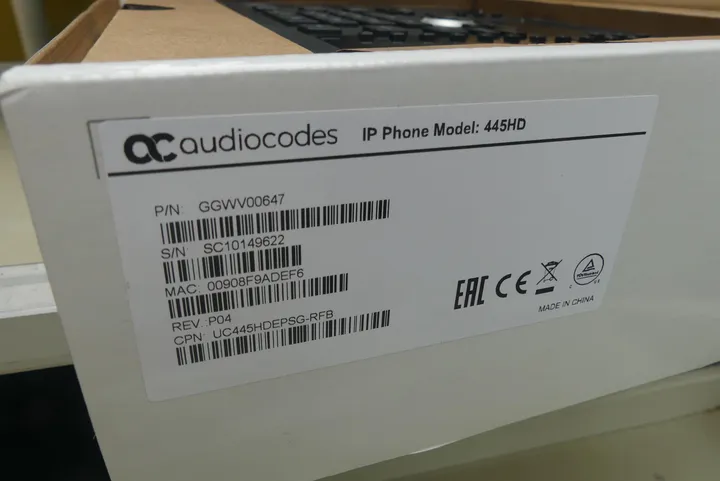 audiocodes IP Phone Model: 445HD
P/N: GGWV00647
S/N: SC10149622
MAC: 00908F9ADEF6
REV.:P04
CPN: UC445HDEPSG-RFB
EAC CE
MADE IN CHINA